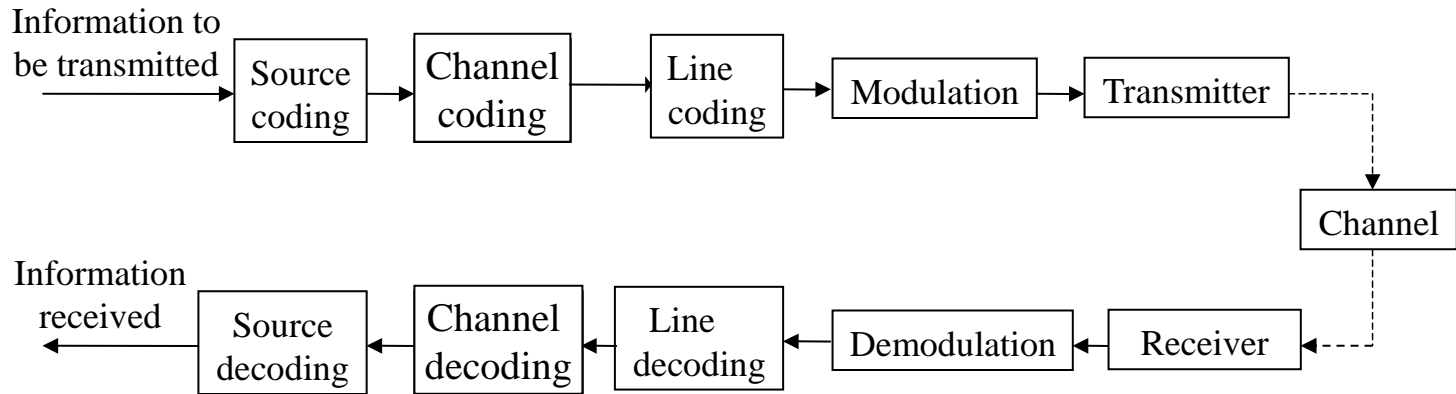 Information to
be transmitted
Source
coding
Channel
coding
Line
coding
Modulation
Transmitter
Channel
Information
received
Source
decoding
Channel
decoding
Line
decoding
Demodulation
Receiver